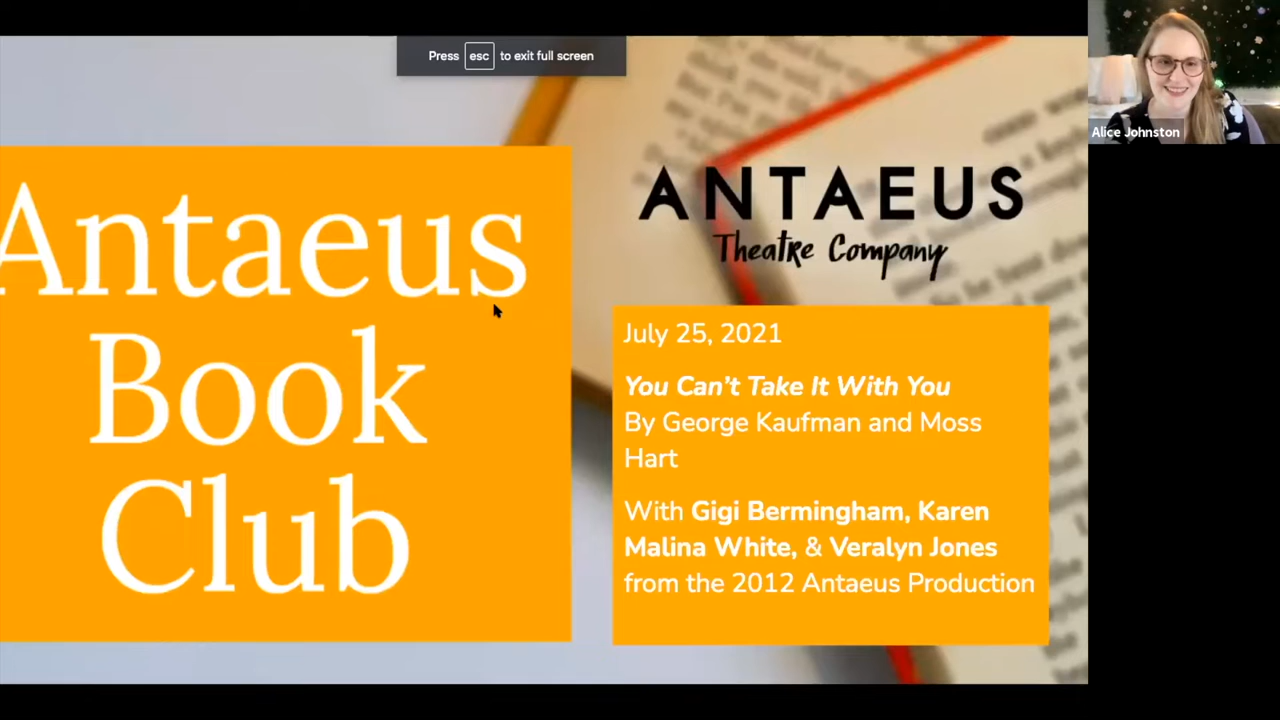 Press esc to exit full screen
Alice Johnston
Antaeus
Book
Club
ANTAEUS
Theatre Company
July 25, 2021
You Can't Take It With You
By George Kaufman and Moss
Hart
With Gigi Bermingham, Karen
Malina White, & Veralyn Jones
from the 2012 Antaeus Production